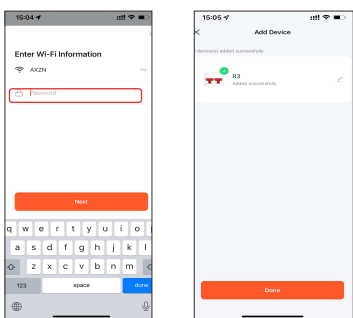 15:04
Enter Wi-Fi Information
AXZN
Password
Next
q w e r t y u i o
a s d f g h j k l
z x c v b n m
123 space done
15:05
Add Device
device(s) added successfully
R3
Added successfully
Done